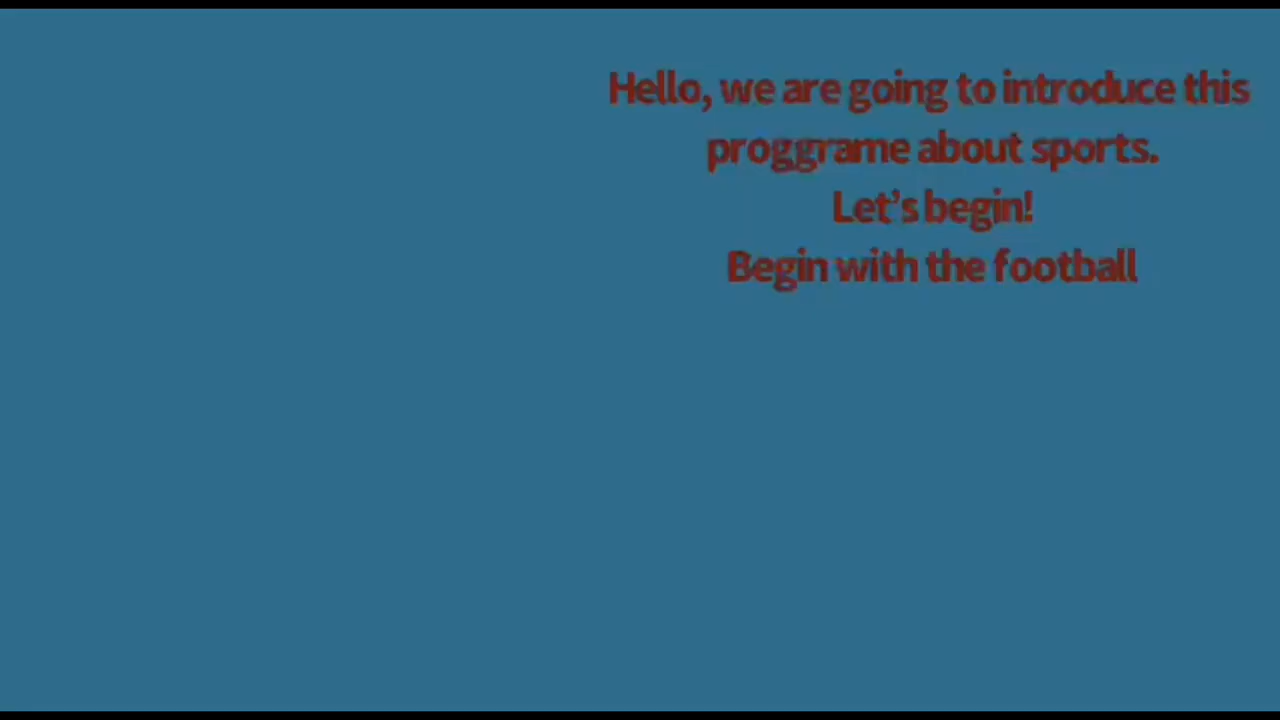 Hello, we are going to introduce this
proggrame about sports.
Let's begin!
Begin with the football